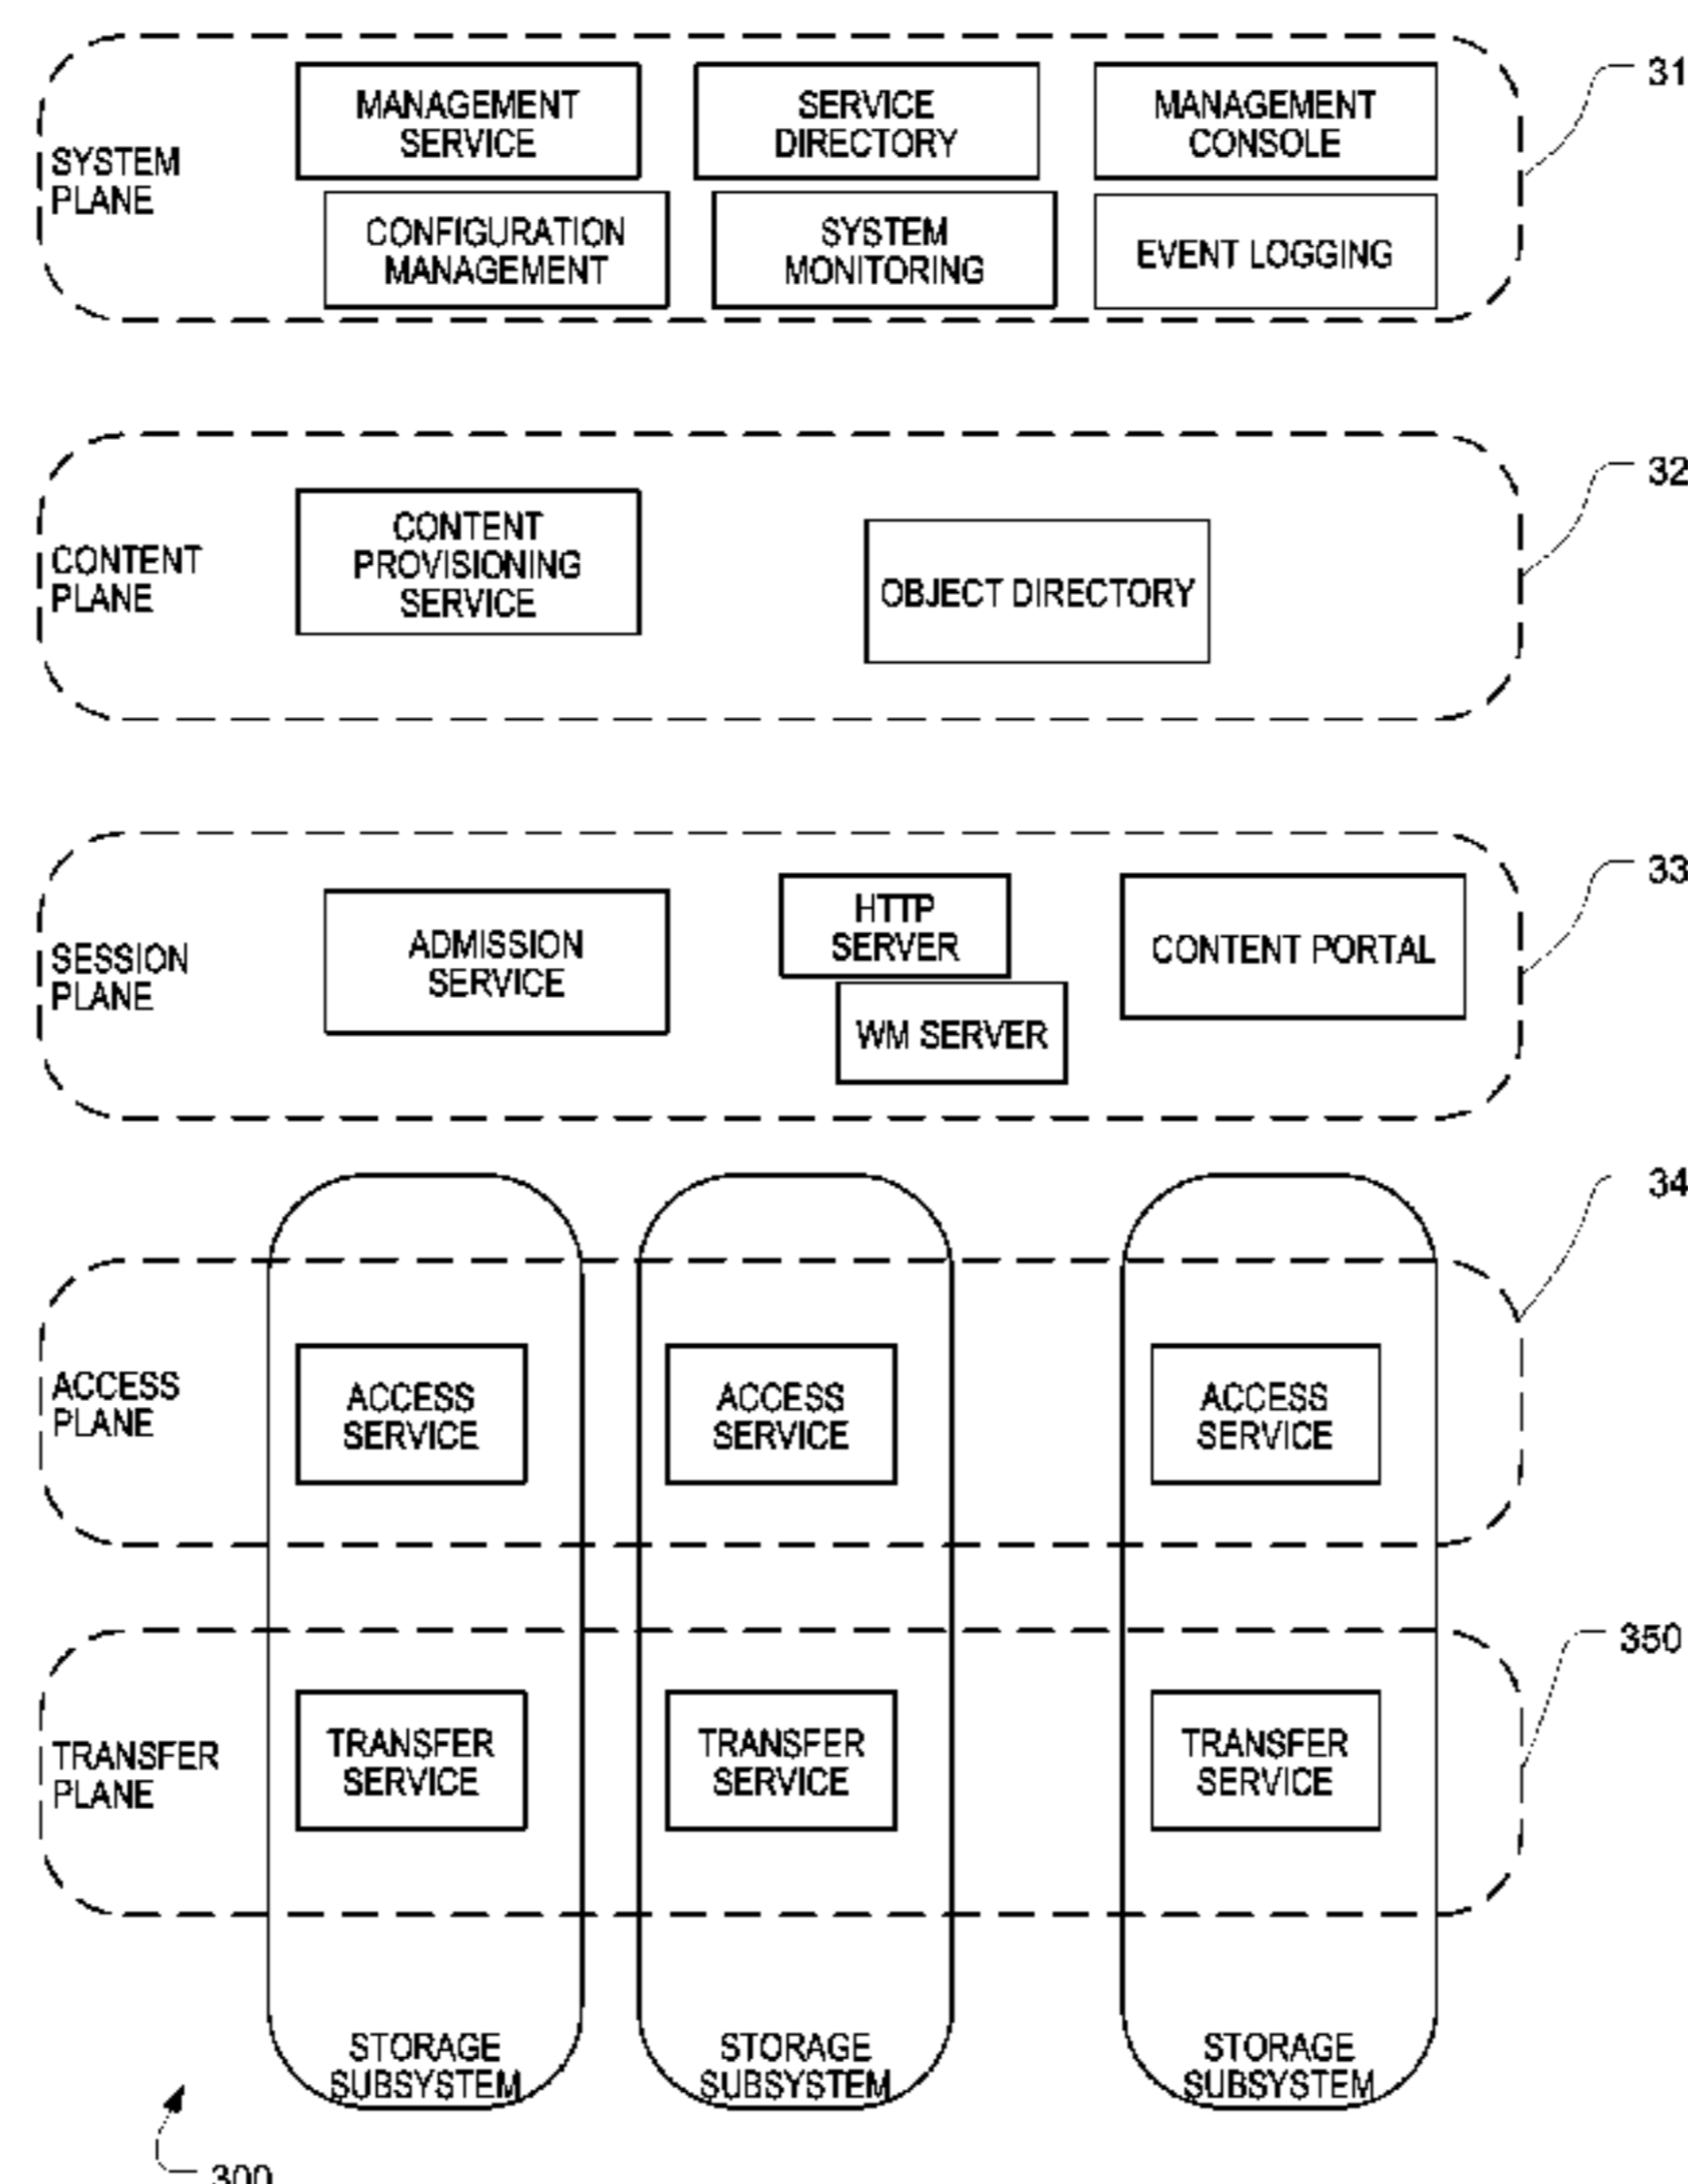 MANAGEMENT
SERVICE
SERVICE
DIRECTORY
MANAGEMENT
CONSOLE
31
SYSTEM
PLANE
CONFIGURATION
MANAGEMENT
SYSTEM
MONITORING
EVENT LOGGING
32
CONTENT
PROVISIONING
SERVICE
CONTENT
PLANE
OBJECT DIRECTORY
33
HTTP
SERVER
ADMISSION
SERVICE
CONTENT PORTAL
SESSION
PLANE
WM SERVER
34
ACCESS
PLANE
ACCESS
SERVICE
ACCESS
SERVICE
ACCESS
SERVICE
350
TRANSFER
PLANE
TRANSFER
SERVICE
TRANSFER
SERVICE
TRANSFER
SERVICE
STORAGE
SUBSYSTEM
STORAGE
SUBSYSTEM
STORAGE
SUBSYSTEM
300